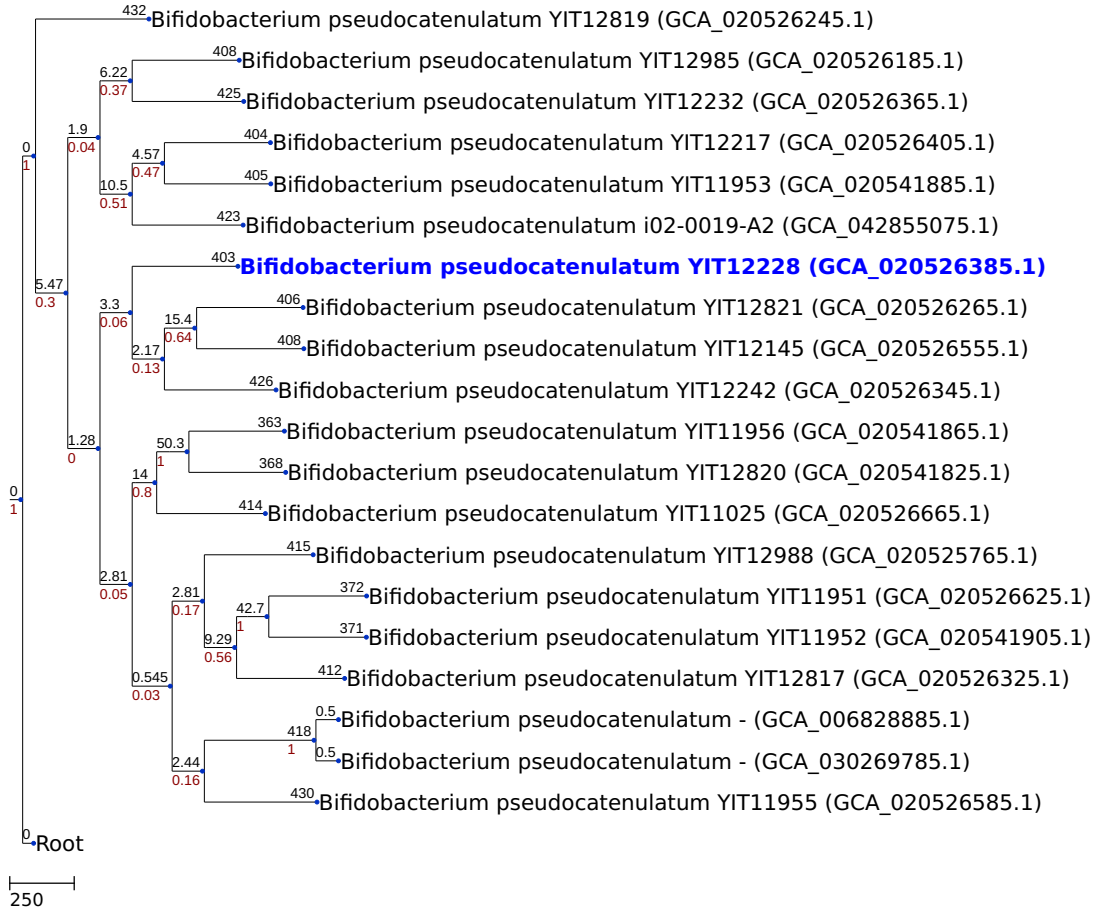 432 Bifidobacterium pseudocatenulatum YIT12819 (GCA_020526245.1)
408 Bifidobacterium pseudocatenulatum YIT12985 (GCA_020526185.1)
6.22
0.37
425 Bifidobacterium pseudocatenulatum YIT12232 (GCA_020526365.1)
1.9
0.04
404 Bifidobacterium pseudocatenulatum YIT12217 (GCA_020526405.1)
0
1
4.57
0.47
405 Bifidobacterium pseudocatenulatum YIT11953 (GCA_020541885.1)
10.5
0.51
423 Bifidobacterium pseudocatenulatum i02-0019-A2 (GCA_042855075.1)
403 Bifidobacterium pseudocatenulatum YIT12228 (GCA_020526385.1)
5.47
0.3
3.3
0.06
406 Bifidobacterium pseudocatenulatum YIT12821 (GCA_020526265.1)
15.4
0.64
408 Bifidobacterium pseudocatenulatum YIT12145 (GCA_020526555.1)
2.17
0.13
426 Bifidobacterium pseudocatenulatum YIT12242 (GCA_020526345.1)
1.28
0
363 Bifidobacterium pseudocatenulatum YIT11956 (GCA_020541865.1)
50.3
1
368 Bifidobacterium pseudocatenulatum YIT12820 (GCA_020541825.1)
14
0.8
0
1
414 Bifidobacterium pseudocatenulatum YIT11025 (GCA_020526665.1)
415 Bifidobacterium pseudocatenulatum YIT12988 (GCA_020525765.1)
2.81
0.05
2.81
0.17
372 Bifidobacterium pseudocatenulatum YIT11951 (GCA_020526625.1)
42.7
1
371 Bifidobacterium pseudocatenulatum YIT11952 (GCA_020541905.1)
9.29
0.56
412 Bifidobacterium pseudocatenulatum YIT12817 (GCA_020526325.1)
0.545
0.03
0.5 Bifidobacterium pseudocatenulatum - (GCA_006828885.1)
418
1
0.5 Bifidobacterium pseudocatenulatum - (GCA_030269785.1)
2.44
0.16
430 Bifidobacterium pseudocatenulatum YIT11955 (GCA_020526585.1)
0 Root
250